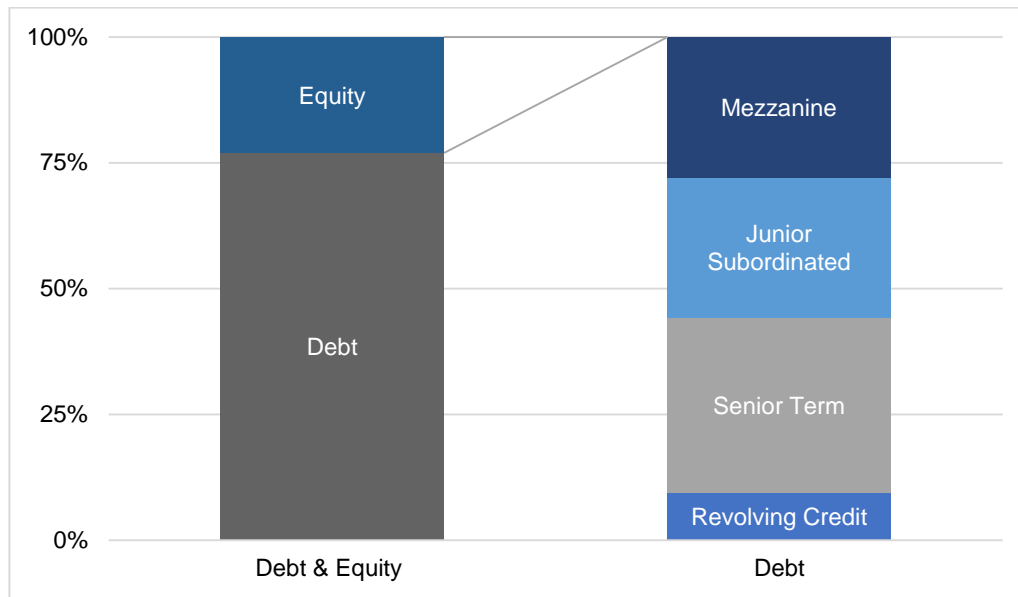 100%
75%
50%
25%
0%
Equity
Debt
Mezzanine
Junior
Subordinated
Senior Term
Revolving Credit
Debt & Equity
Debt